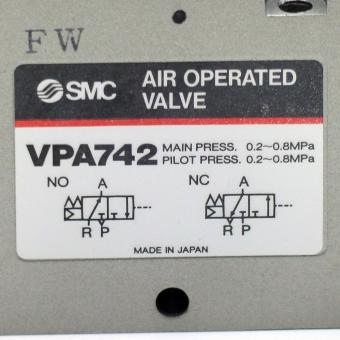 FW
SMC AIR OPERATED
VALVE
VPA742 MAIN PRESS. 0.2~0.8MPa
PILOT PRESS. 0.2~0.8MPa
NO A NC A
R P R P
MADE IN JAPAN